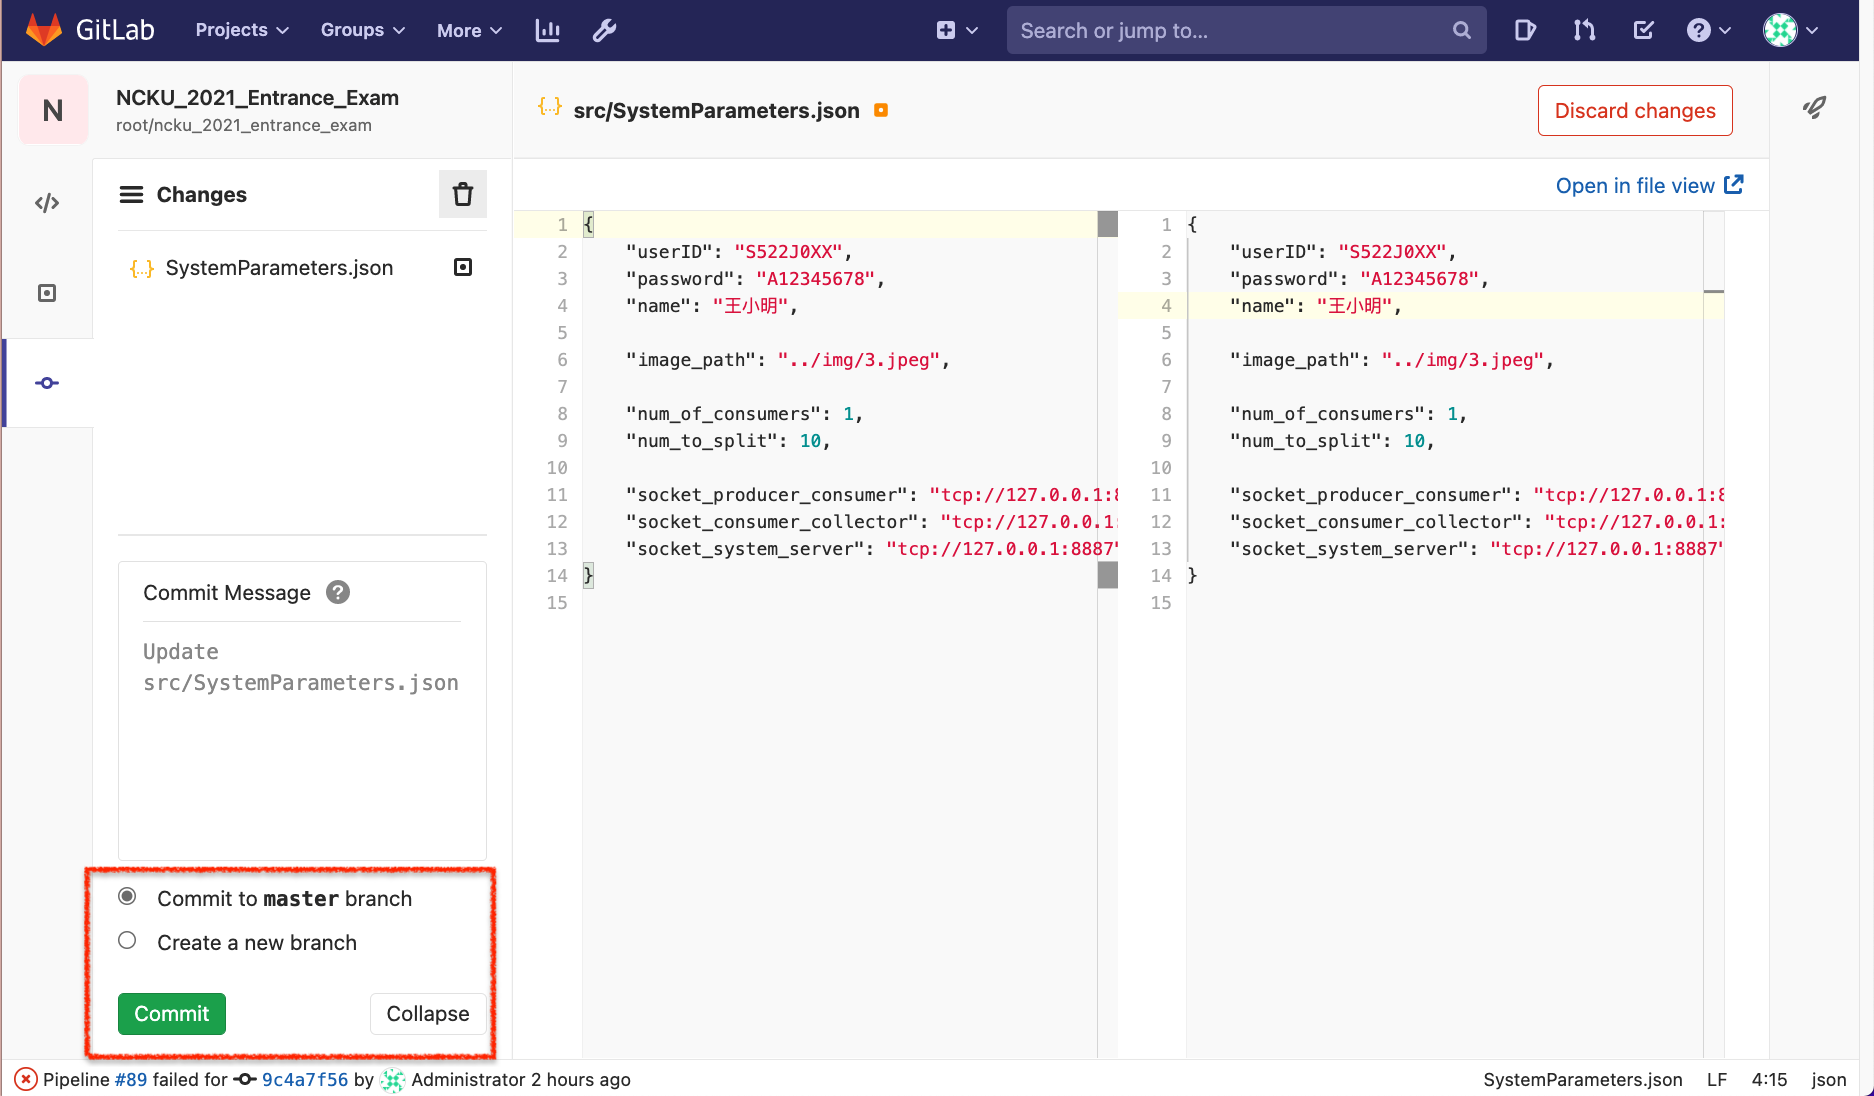 GitLab Projects Groups More Search or jump to...
N
NCKU_2021_Entrance_Exam
root/ncku_2021_entrance_exam
Changes
{..} SystemParameters.json
Commit Message ?
Update
src/SystemParameters.json
Commit to master branch
Create a new branch
Commit Collapse
{..} src/SystemParameters.json
Discard changes
Open in file view
1 {
2 "userID": "S522J0XX",
3 "password": "A12345678",
4 "name": "王小明",
5
6 "image_path": "../img/3.jpeg",
7
8 "num_of_consumers": 1,
9 "num_to_split": 10,
10
11 "socket_producer_consumer": "tcp://127.0.0.1:8
12 "socket_consumer_collector": "tcp://127.0.0.1:
13 "socket_system_server": "tcp://127.0.0.1:8887"
14 }
15
1 {
2 "userID": "S522J0XX",
3 "password": "A12345678",
4 "name": "王小明",
5
6 "image_path": "../img/3.jpeg",
7
8 "num_of_consumers": 1,
9 "num_to_split": 10,
10
11 "socket_producer_consumer": "tcp://127.0.0.1:8
12 "socket_consumer_collector": "tcp://127.0.0.1:
13 "socket_system_server": "tcp://127.0.0.1:8887"
14 }
15
Pipeline #89 failed for 9c4a7f56 by Administrator 2 hours ago
SystemParameters.json LF 4:15 json